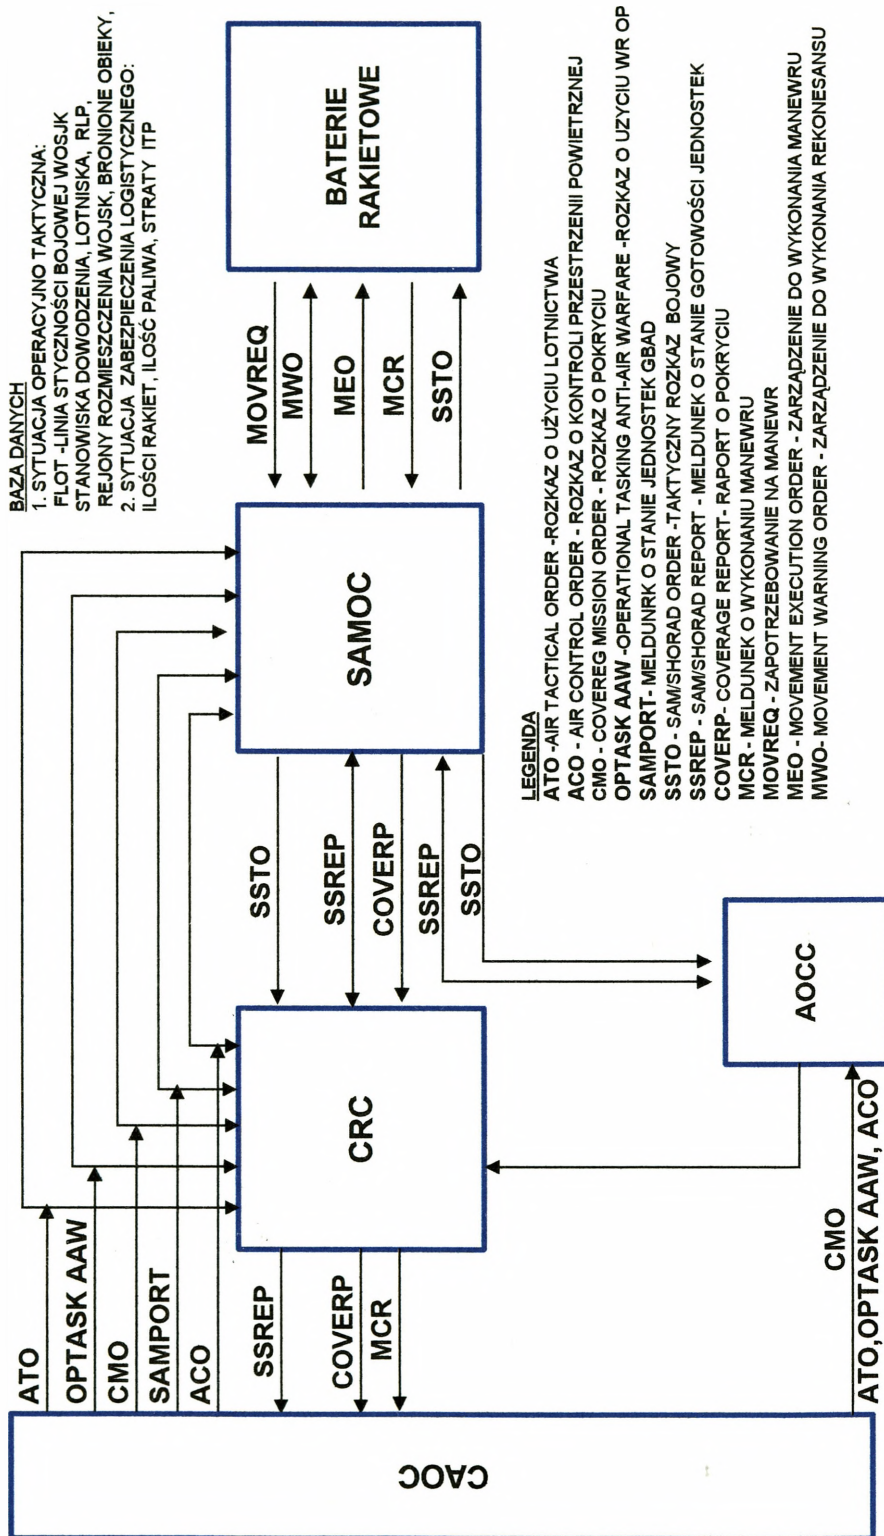 BAZA DANYCH
1. SYTUACJA OPERACYJNO TAKTYCZNA:
FLOT -LINIA STYCZNOŚCI BOJOWEJ WOSJK
STANOWISKA DOWODZENIA, LOTNISKA, RLP,
REJONY ROZMIESZCZENIA WOJSK, BRONIONE OBIEKY,
2. SYTUACJA ZABEZPIECZENIA LOGISTYCZNEGO:
ILOŚCI RAKIET, ILOŚĆ PALIWA, STRATY ITP
ATO
OPTASK AAW
CMO
SAMPORT
ACO
CAOC
SSREP
COVERP
MCR
CRC
SSTO
SSREP
COVERP
SSREP
SSTO
SAMOC
MOVREQ
MWO
MEO
MCR
SSTO
BATERIE
RAKIETOWE
CMO
ATO,OPTASK AAW, ACO
AOCC
LEGENDA
ATO -AIR TACTICAL ORDER -ROZKAZ O UŻYCIU LOTNICTWA
ACO - AIR CONTROL ORDER - ROZKAZ O KONTROLI PRZESTRZENII POWIETRZNEJ
CMO - COVEREG MISSION ORDER - ROZKAZ O POKRYCIU
OPTASK AAW -OPERATIONAL TASKING ANTI-AIR WARFARE -ROZKAZ O UZYCIU WR OP
SAMPORT- MELDUNRK O STANIE JEDNOSTEK GBAD
SSTO - SAM/SHORAD ORDER -TAKTYCZNY ROZKAZ BOJOWY
SSREP - SAM/SHORAD REPORT - MELDUNEK O STANIE GOTOWOŚCI JEDNOSTEK
COVERP- COVERAGE REPORT- RAPORT O POKRYCIU
MCR - MELDUNEK O WYKONANIU MANEWRU
MOVREQ - ZAPOTRZEBOWANIE NA MANEWR
MEO - MOVEMENT EXECUTION ORDER - ZARZĄDZENIE DO WYKONANIA MANEWRU
MWO- MOVEMENT WARNING ORDER - ZARZĄDZENIE DO WYKONANIA REKONESANSU